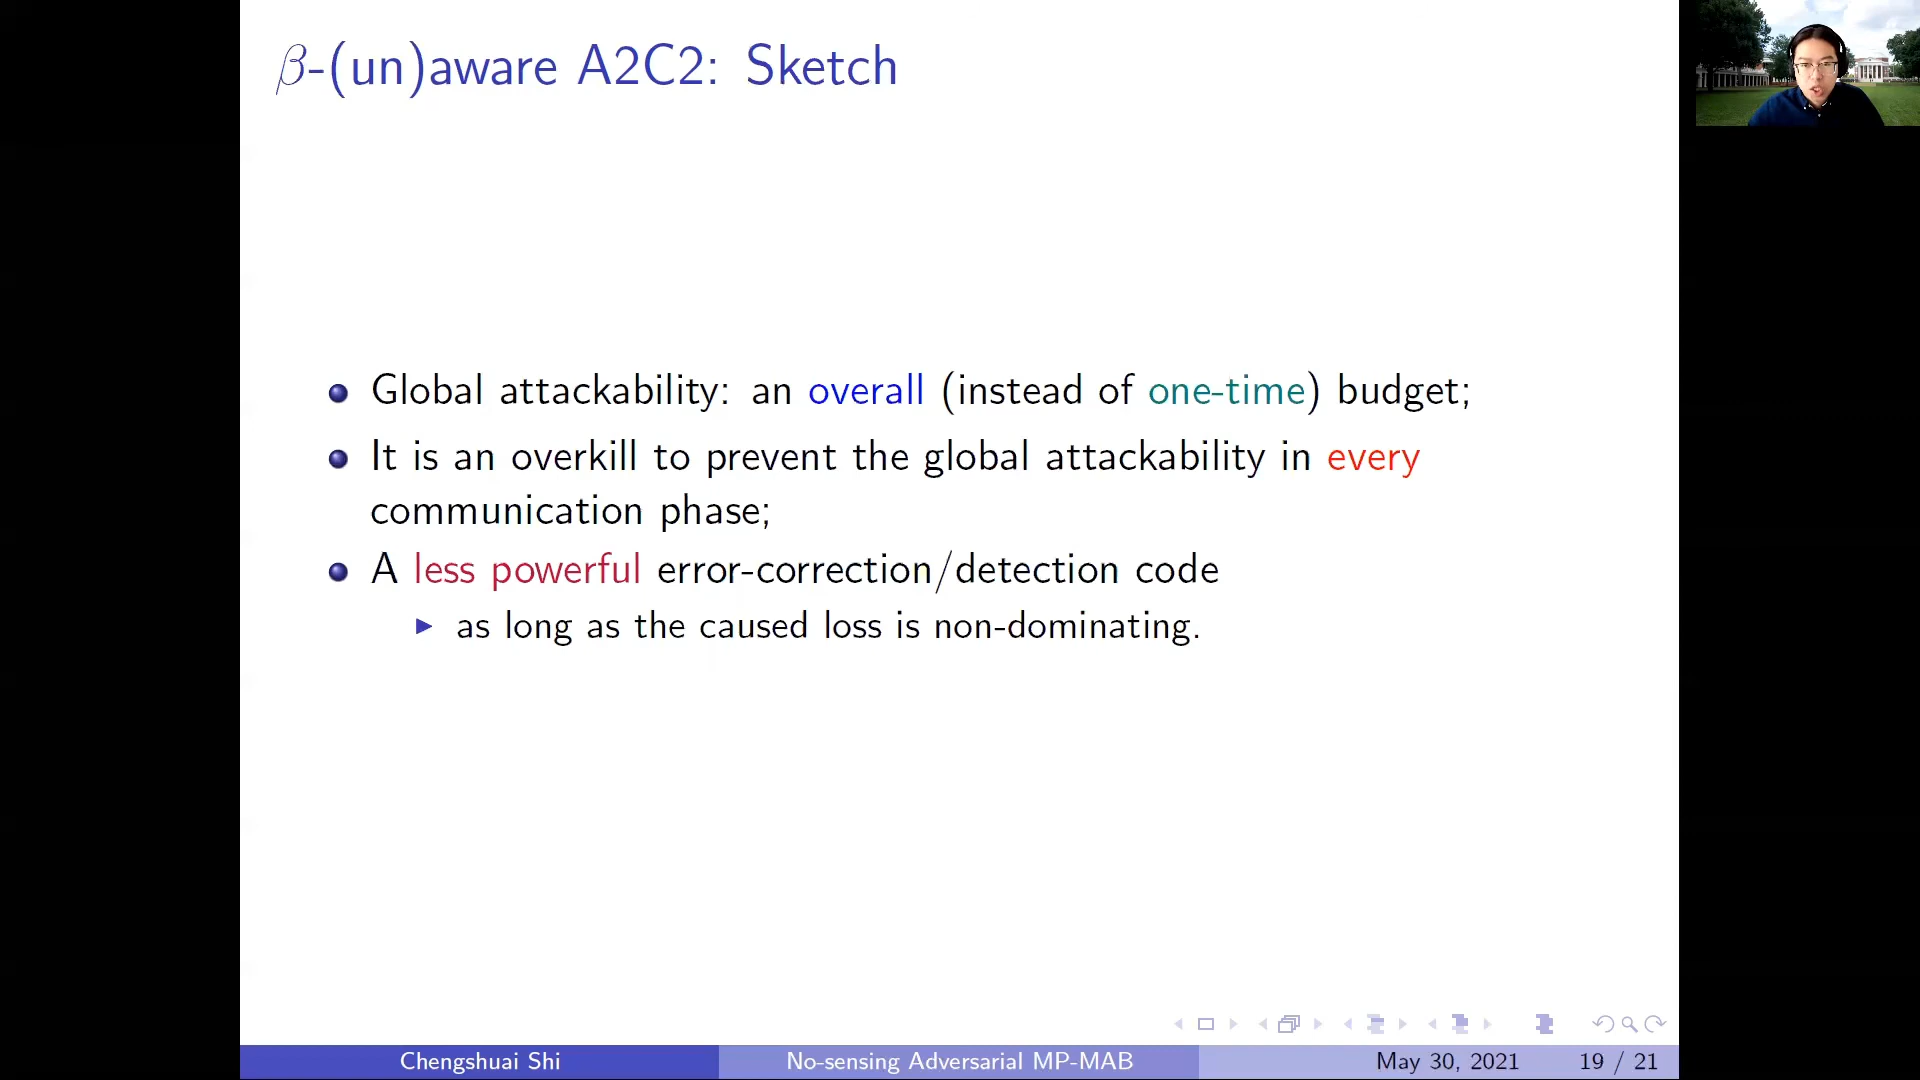 β-(un)aware A2C2: Sketch
Global attackability: an overall (instead of one-time) budget;
It is an overkill to prevent the global attackability in every
communication phase;
A less powerful error-correction/detection code
as long as the caused loss is non-dominating.
Chengshuai Shi
No-sensing Adversarial MP-MAB
May 30, 2021
19 / 21